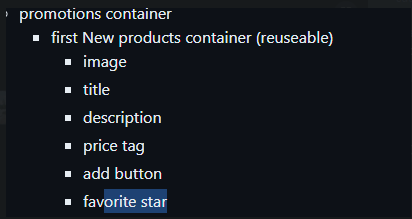 promotions container
first New products container (reuseable)
image
title
description
price tag
add button
favorite star